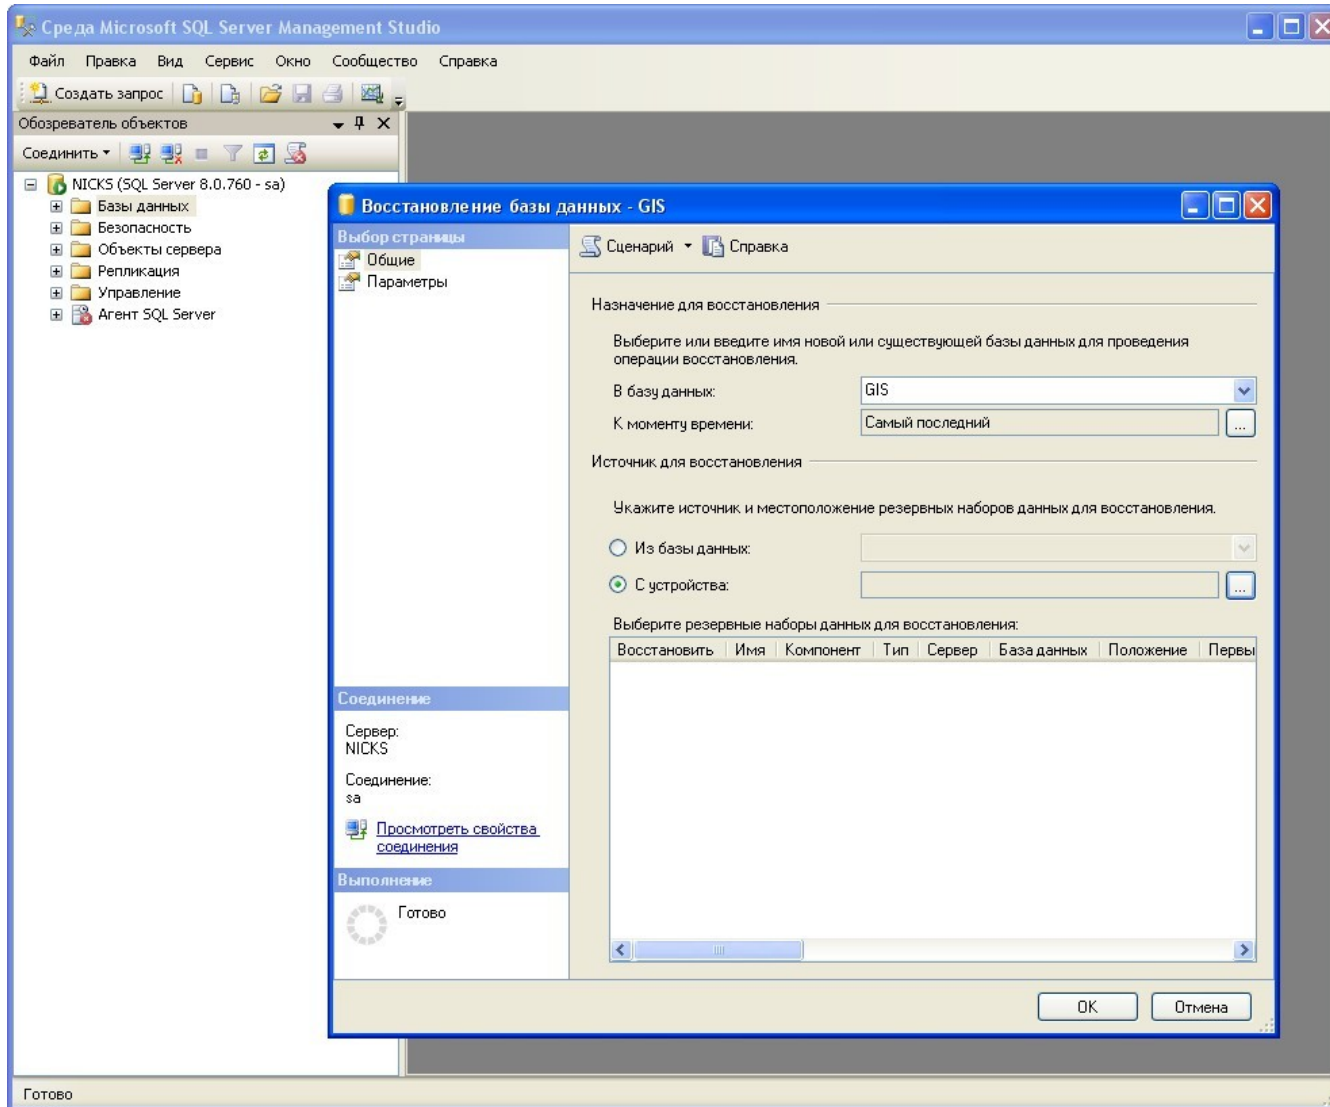 Среда Microsoft SQL Server Management Studio
Файл Правка Вид Сервис Окно Сообщество Справка
Создать запрос
Обозреватель объектов
Соединить
NICKS (SQL Server 8.0.760 - sa)
Базы данных
Безопасность
Объекты сервера
Репликация
Управление
Агент SQL Server
Восстановление базы данных - GIS
Выбор страницы
Общие
Параметры
Сценарий Справка
Назначение для восстановления
Выберите или введите имя новой или существующей базы данных для проведения
операции восстановления.
В базу данных: GIS
К моменту времени: Самый последний ...
Источник для восстановления
Укажите источник и местоположение резервных наборов данных для восстановления.
Из базы данных:
С устройства: ...
Выберите резервные наборы данных для восстановления:
Восстановить Имя Компонент Тип Сервер База данных Положение Первы
Соединение
Сервер:
NICKS
Соединение:
sa
Просмотреть свойства
соединения
Выполнение
Готово
OK Отмена
Готово